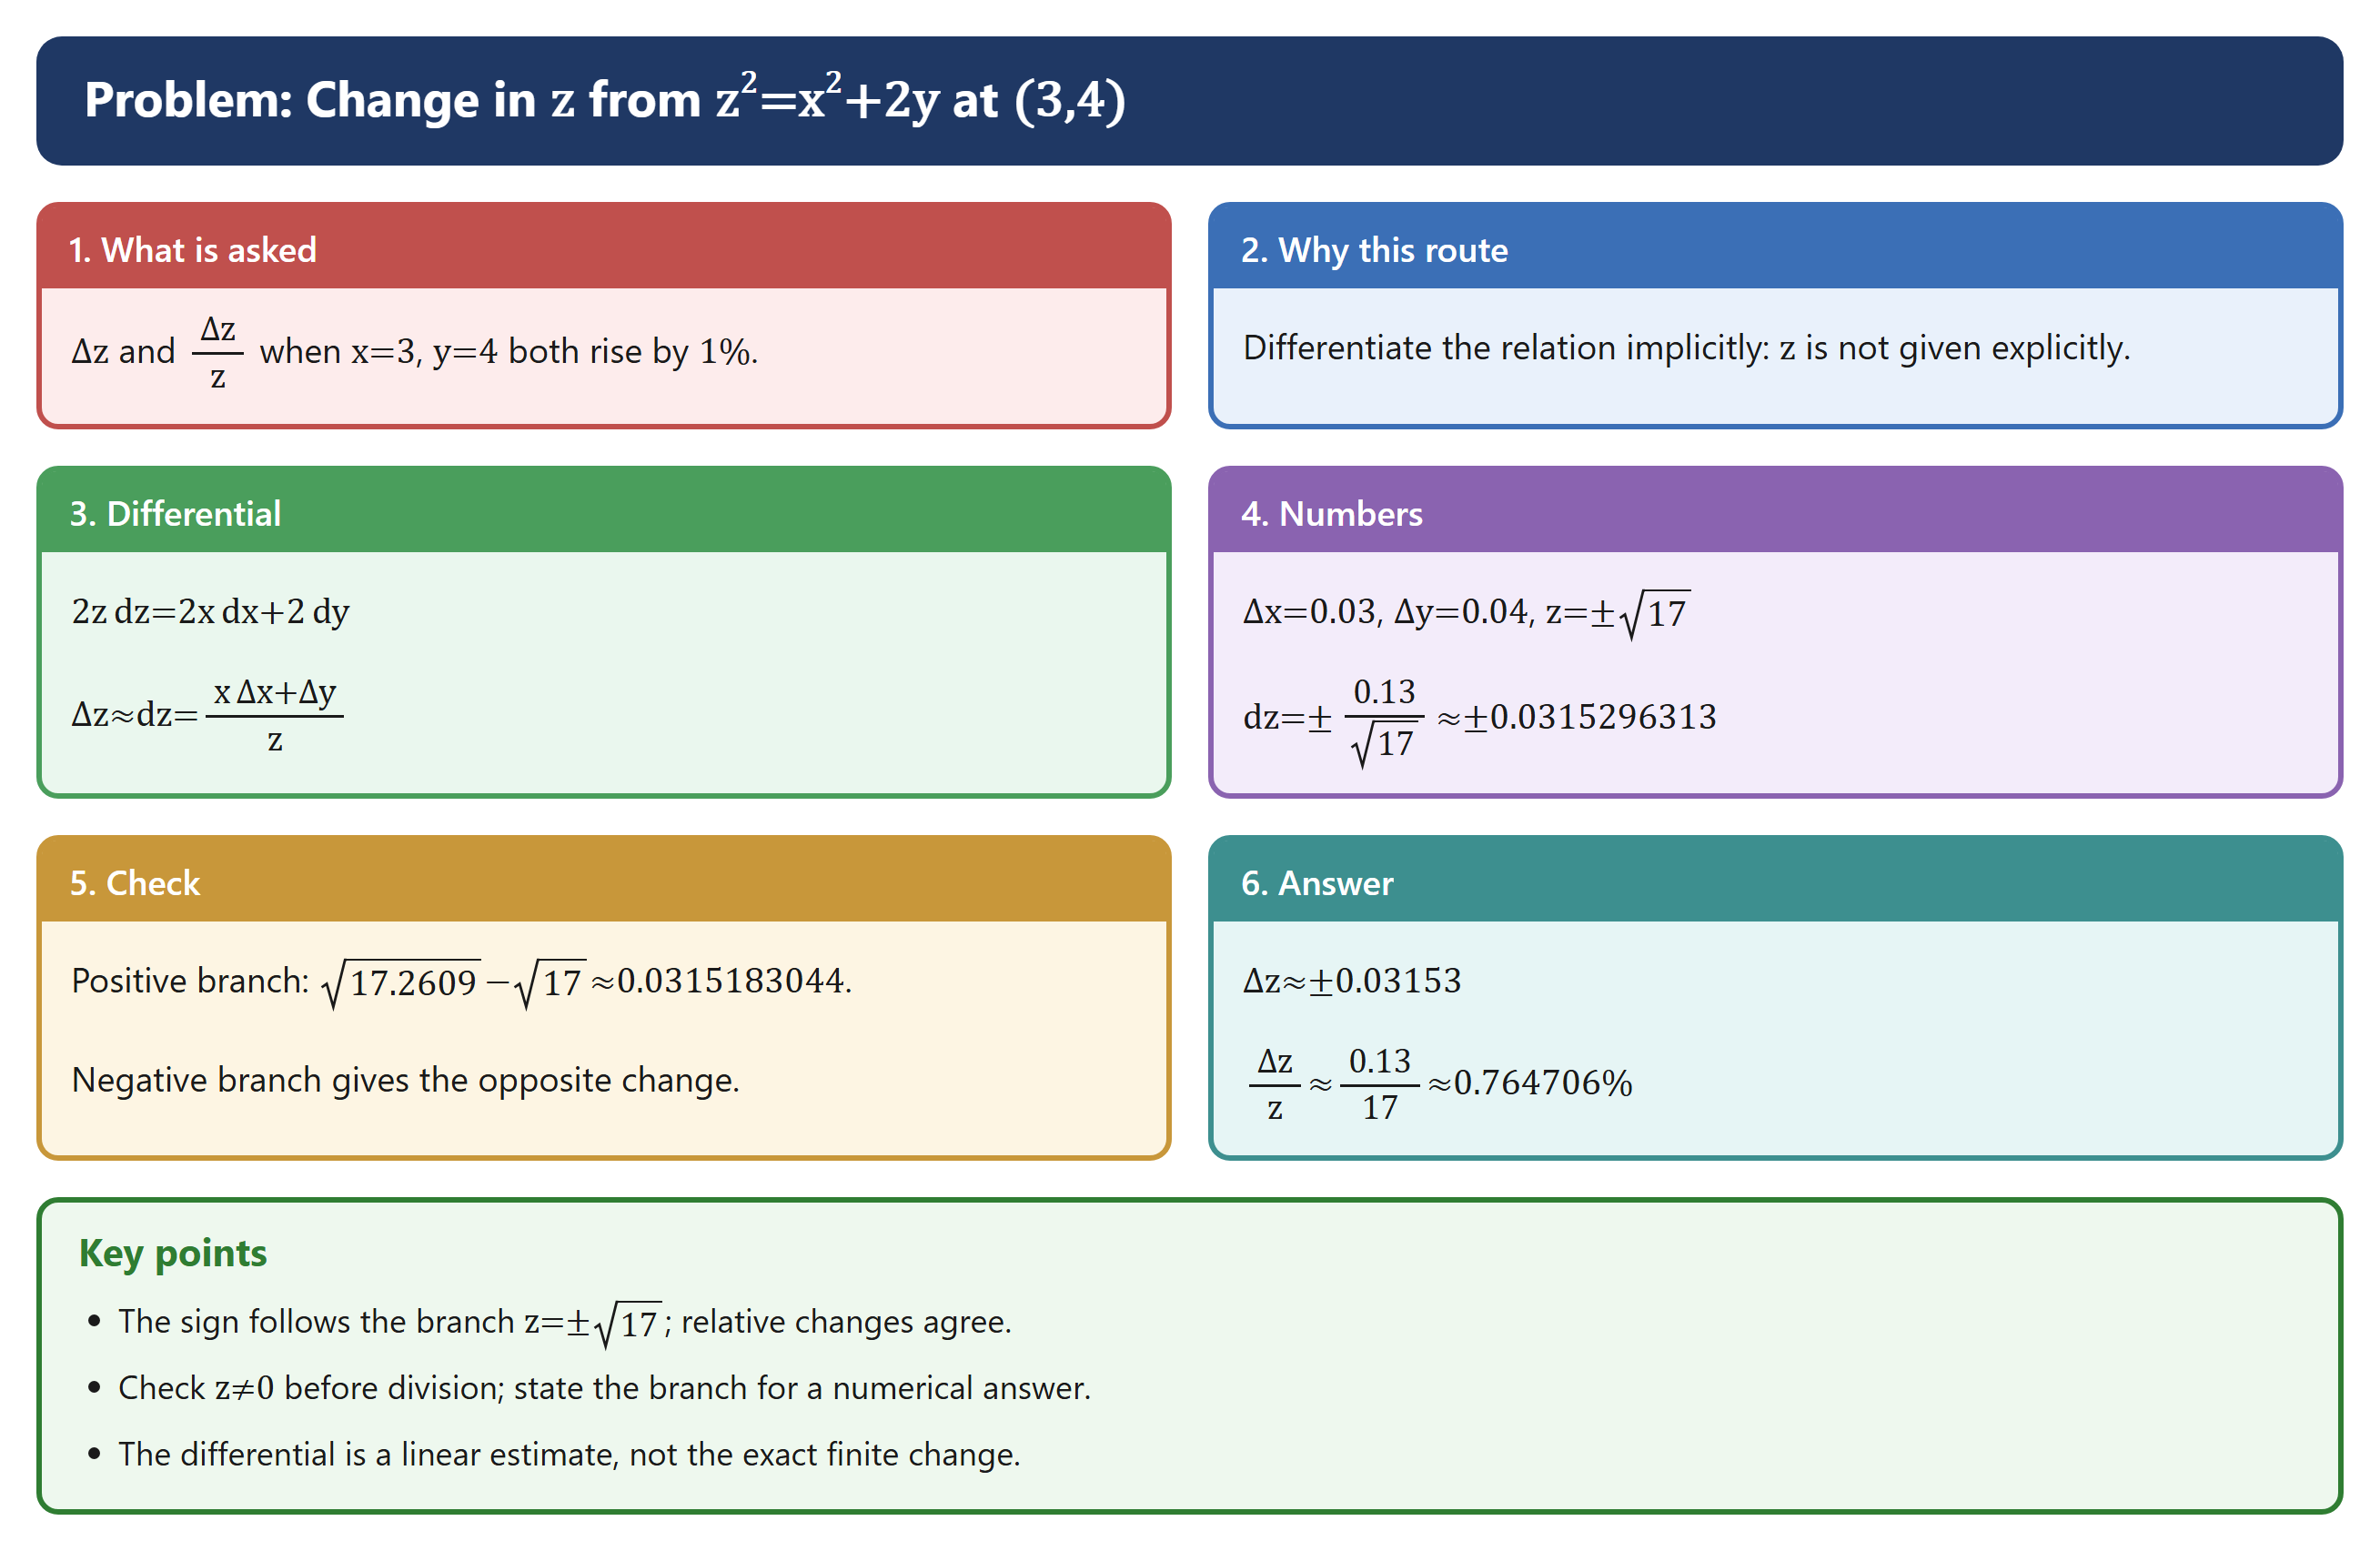 Problem: Change in z from z²=x²+2y at (3,4)
1. What is asked
Δz and Δz/z when x=3, y=4 both rise by 1%.
2. Why this route
Differentiate the relation implicitly: z is not given explicitly.
3. Differential
2z dz=2x dx+2 dy
Δz≈dz=(x Δx+Δy)/z
4. Numbers
Δx=0.03, Δy=0.04, z=±√17
dz=±0.13/√17≈±0.0315296313
5. Check
Positive branch: √17.2609−√17≈0.0315183044.
Negative branch gives the opposite change.
6. Answer
Δz≈±0.03153
Δz/z≈0.13/17≈0.764706%
Key points
• The sign follows the branch z=±√17; relative changes agree.
• Check z≠0 before division; state the branch for a numerical answer.
• The differential is a linear estimate, not the exact finite change.